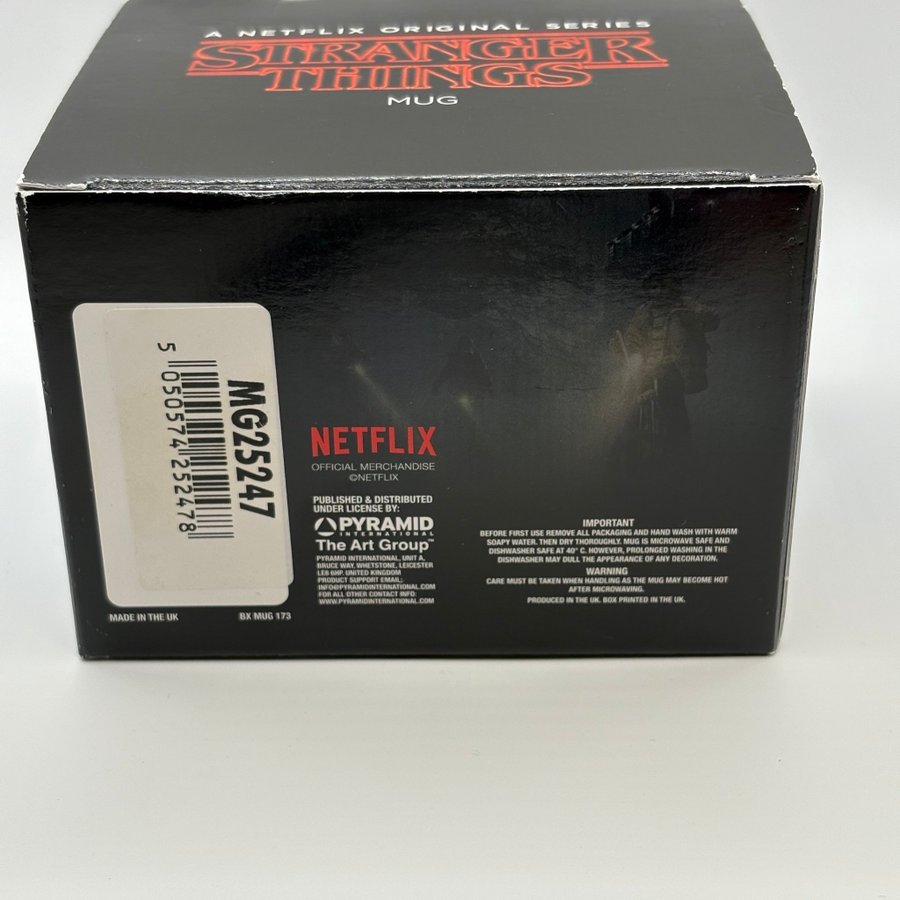 A NETFLIX ORIGINAL SERIES
STRANGER
THINGS
MUG
MG25247
5 050574 252478
MADE IN THE UK
BX MUG 173
NETFLIX
OFFICIAL MERCHANDISE
©NETFLIX
PUBLISHED & DISTRIBUTED
UNDER LICENSE BY:
PYRAMID
INTERNATIONAL
The Art Group™
PYRAMID INTERNATIONAL, UNIT A,
BRUCE WAY, WHETSTONE, LEICESTER
LE8 6HP. UNITED KINGDOM
PRODUCT SUPPORT EMAIL:
INFO@PYRAMIDINTERNATIONAL.COM
FOR ALL OTHER CONTACT INFO:
WWW.PYRAMIDINTERNATIONAL.COM
IMPORTANT
BEFORE FIRST USE REMOVE ALL PACKAGING AND HAND WASH WITH WARM
SOAPY WATER. THEN DRY THOROUGHLY. MUG IS MICROWAVE SAFE AND
DISHWASHER SAFE AT 40° C. HOWEVER, PROLONGED WASHING IN THE
DISHWASHER MAY DULL THE APPEARANCE OF ANY DECORATION.
WARNING
CARE MUST BE TAKEN WHEN HANDLING AS THE MUG MAY BECOME HOT
AFTER MICROWAVING.
PRODUCED IN THE UK. BOX PRINTED IN THE UK.